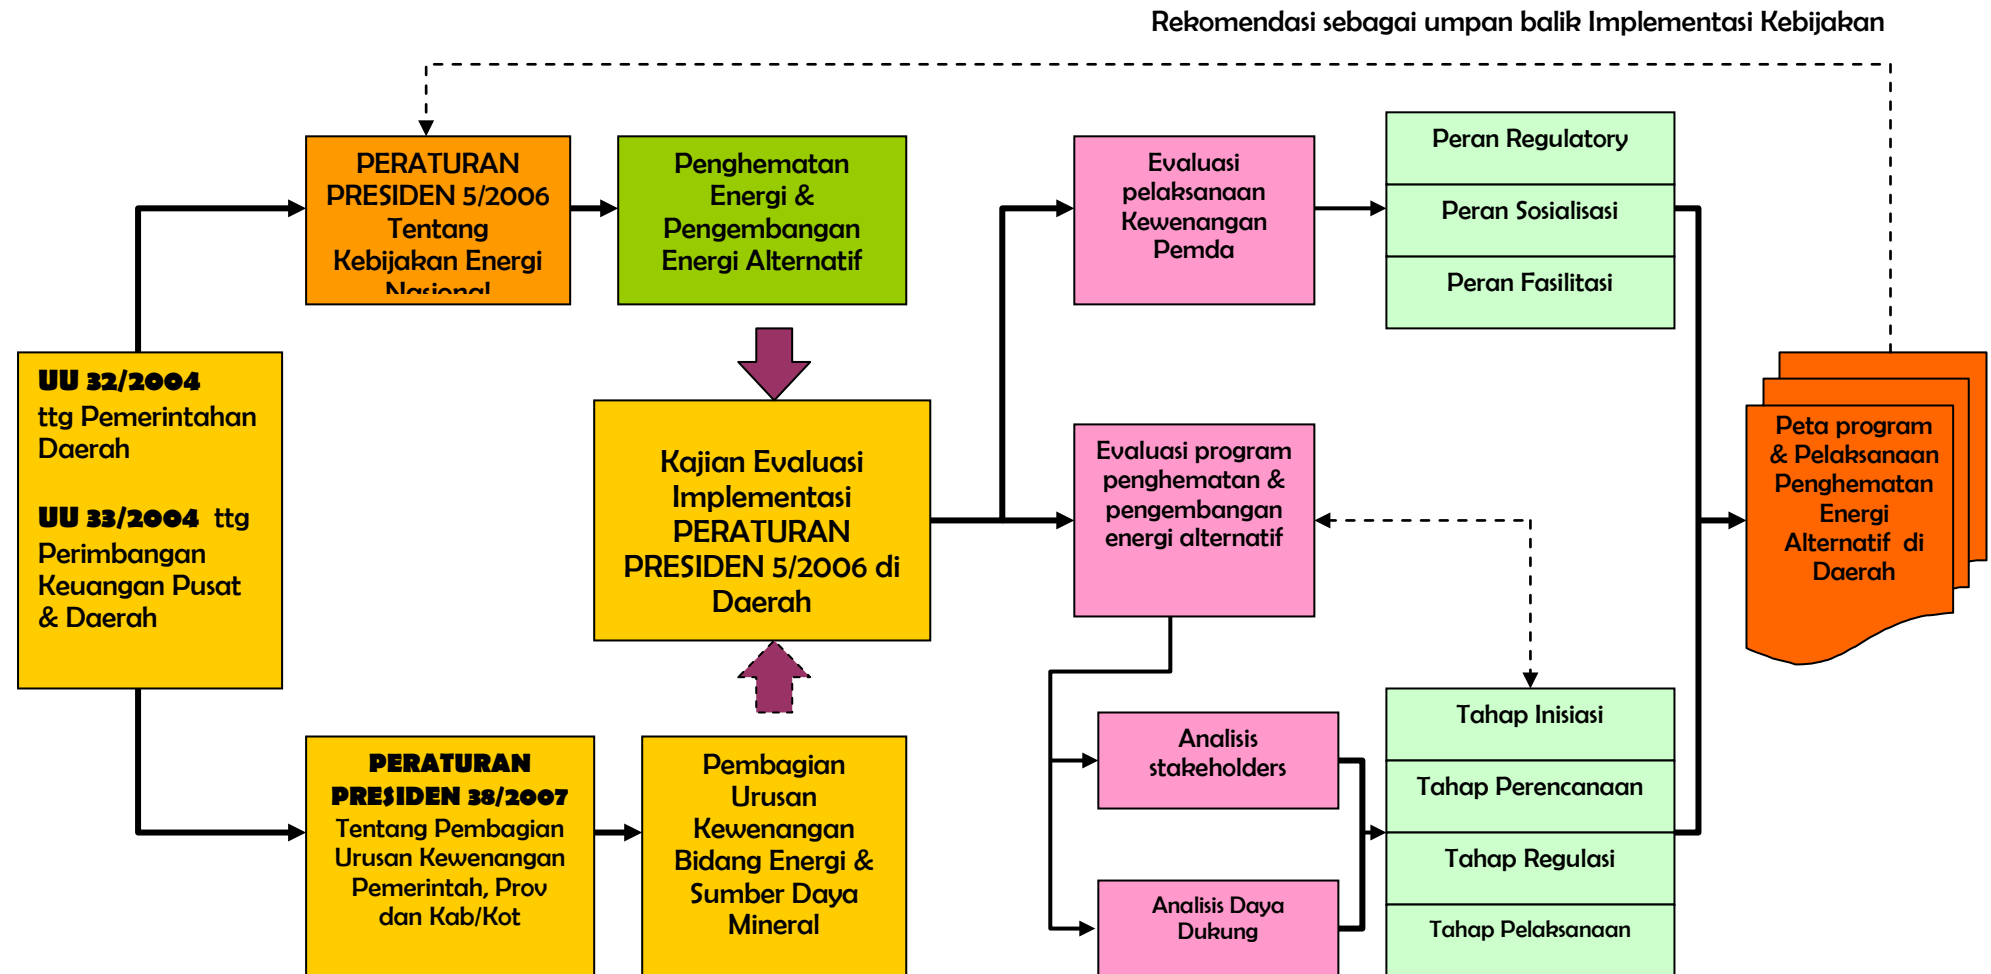 Rekomendasi sebagai umpan balik Implementasi Kebijakan
PERATURAN
PRESIDEN 5/2006
Tentang
Kebijakan Energi
Nasional
Penghematan
Energi &
Pengembangan
Energi Alternatif
Evaluasi
pelaksanaan
Kewenangan
Pemda
Peran Regulatory
Peran Sosialisasi
Peran Fasilitasi
UU 32/2004
ttg Pemerintahan
Daerah
UU 33/2004 ttg
Perimbangan
Keuangan Pusat
& Daerah
Kajian Evaluasi
Implementasi
PERATURAN
PRESIDEN 5/2006 di
Daerah
Evaluasi program
penghematan &
pengembangan
energi alternatif
Peta program
& Pelaksanaan
Penghematan
Energi
Alternatif di
Daerah
PERATURAN
PRESIDEN 38/2007
Tentang Pembagian
Urusan Kewenangan
Pemerintah, Prov
dan Kab/Kot
Pembagian
Urusan
Kewenangan
Bidang Energi &
Sumber Daya
Mineral
Analisis
stakeholders
Analisis Daya
Dukung
Tahap Inisiasi
Tahap Perencanaan
Tahap Regulasi
Tahap Pelaksanaan